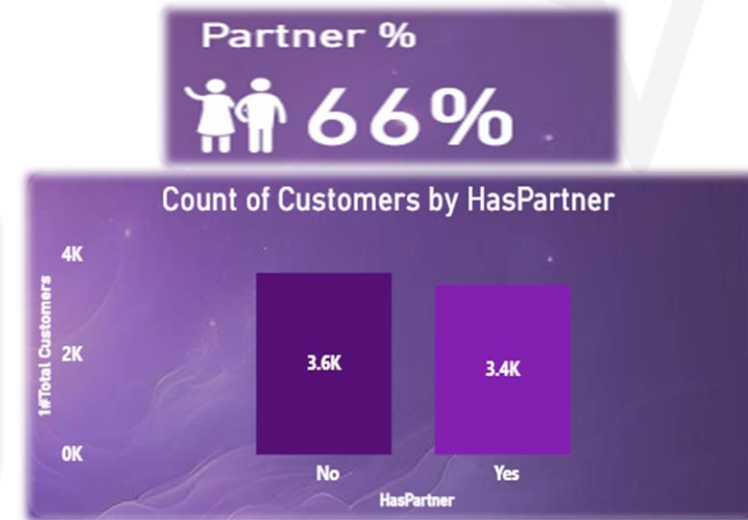 Partner %
66%
Count of Customers by HasPartner
4K
2K
0K
1#Total Customers
3.6K
3.4K
No
Yes
HasPartner